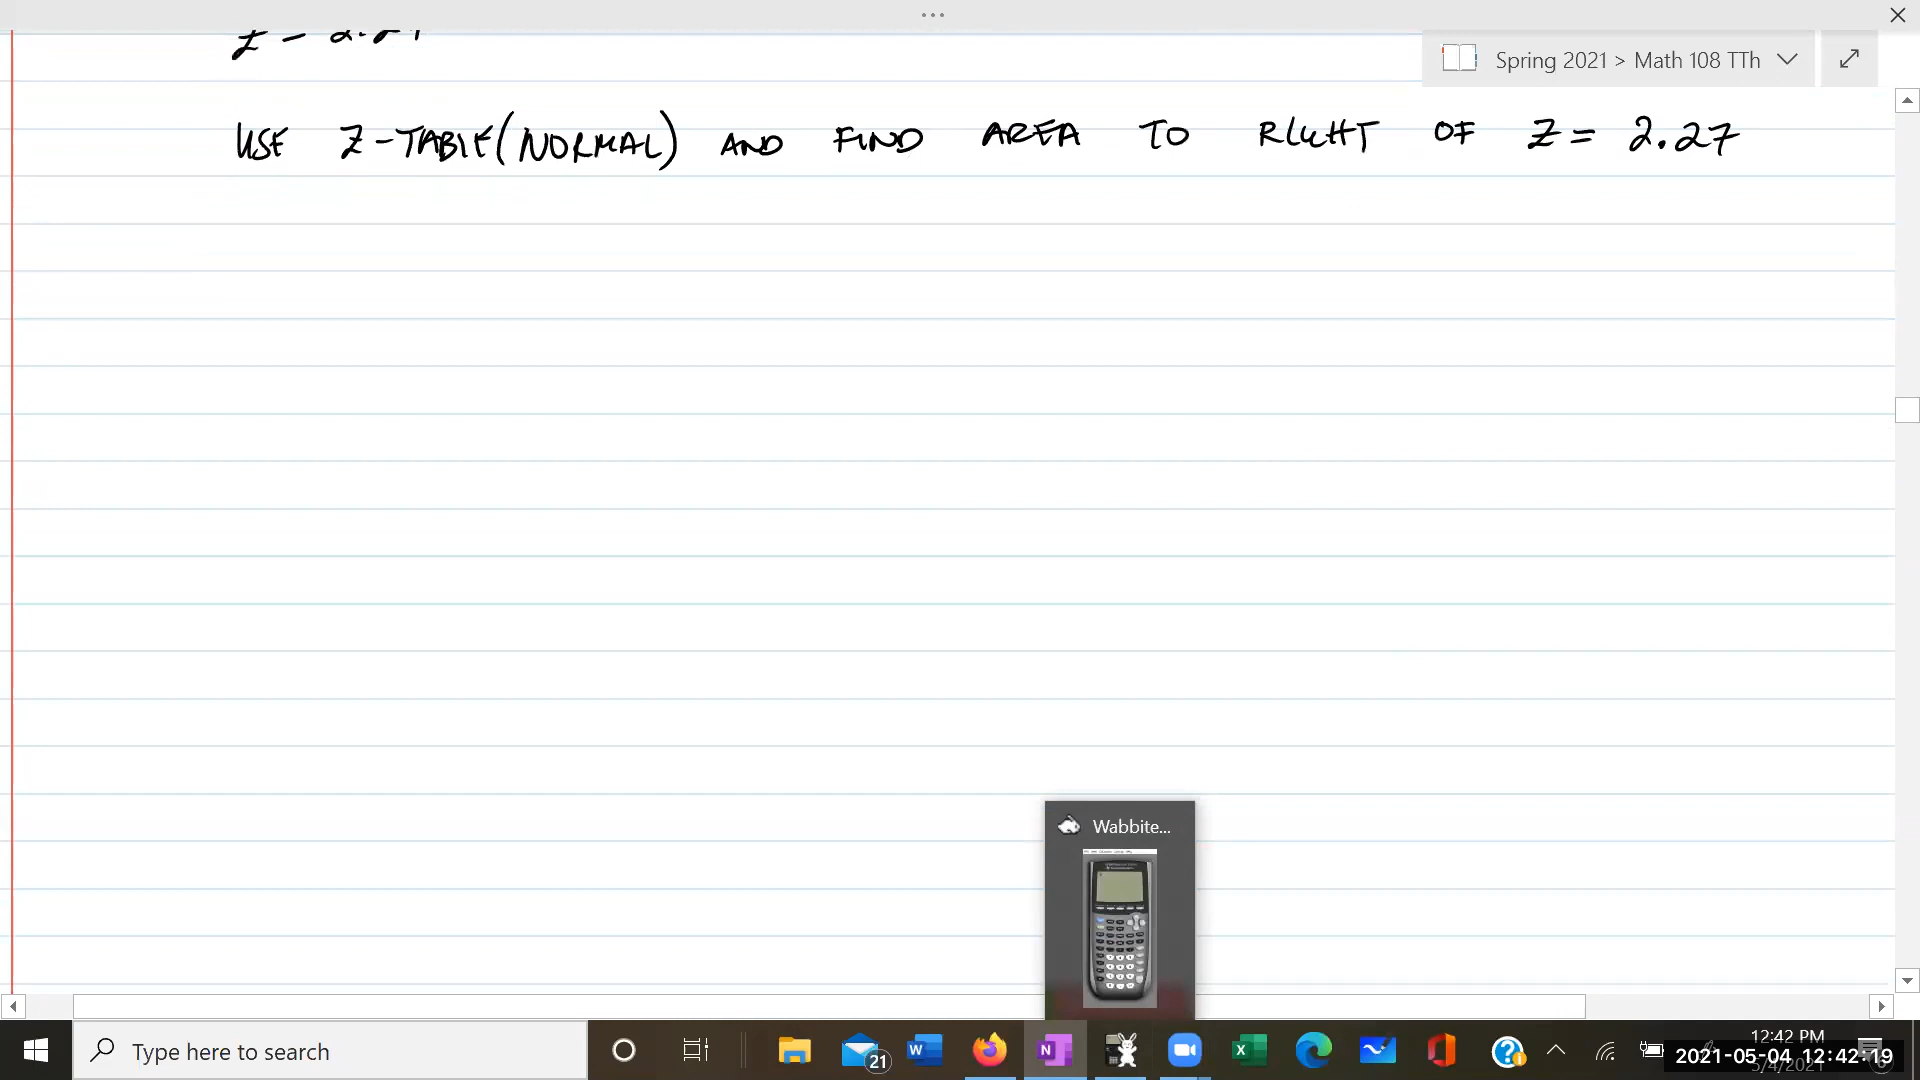 ...
Spring 2021 > Math 108 TTh
USE Z-TABLE (NORMAL) AND FIND AREA TO RIGHT OF Z = 2.27
Wabbite...
Type here to search
21
12:42 PM
2021-05-04 12:42:19